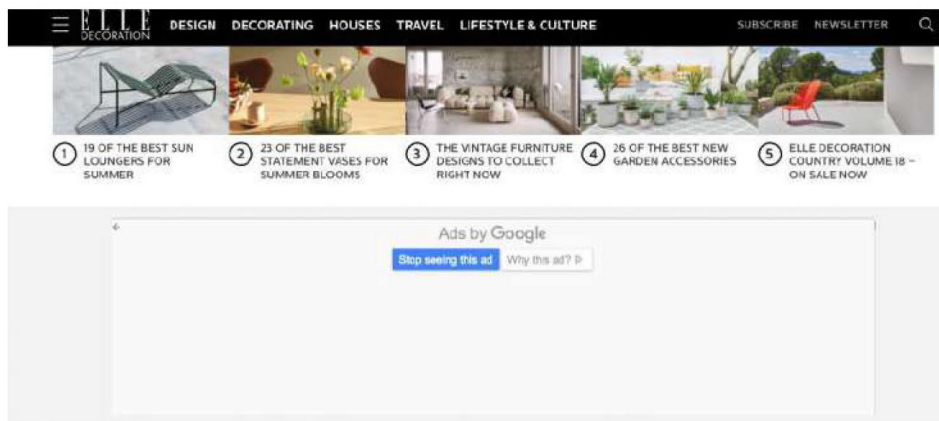 ELLE
DECORATION
DESIGN DECORATING HOUSES TRAVEL LIFESTYLE & CULTURE
SUBSCRIBE NEWSLETTER
1 19 OF THE BEST SUN
LOUNGERS FOR
SUMMER
2 23 OF THE BEST
STATEMENT VASES FOR
SUMMER BLOOMS
3 THE VINTAGE FURNITURE
DESIGNS TO COLLECT
RIGHT NOW
4 26 OF THE BEST NEW
GARDEN ACCESSORIES
5 ELLE DECORATION
COUNTRY VOLUME 18 –
ON SALE NOW
Ads by Google
Stop seeing this ad Why this ad?